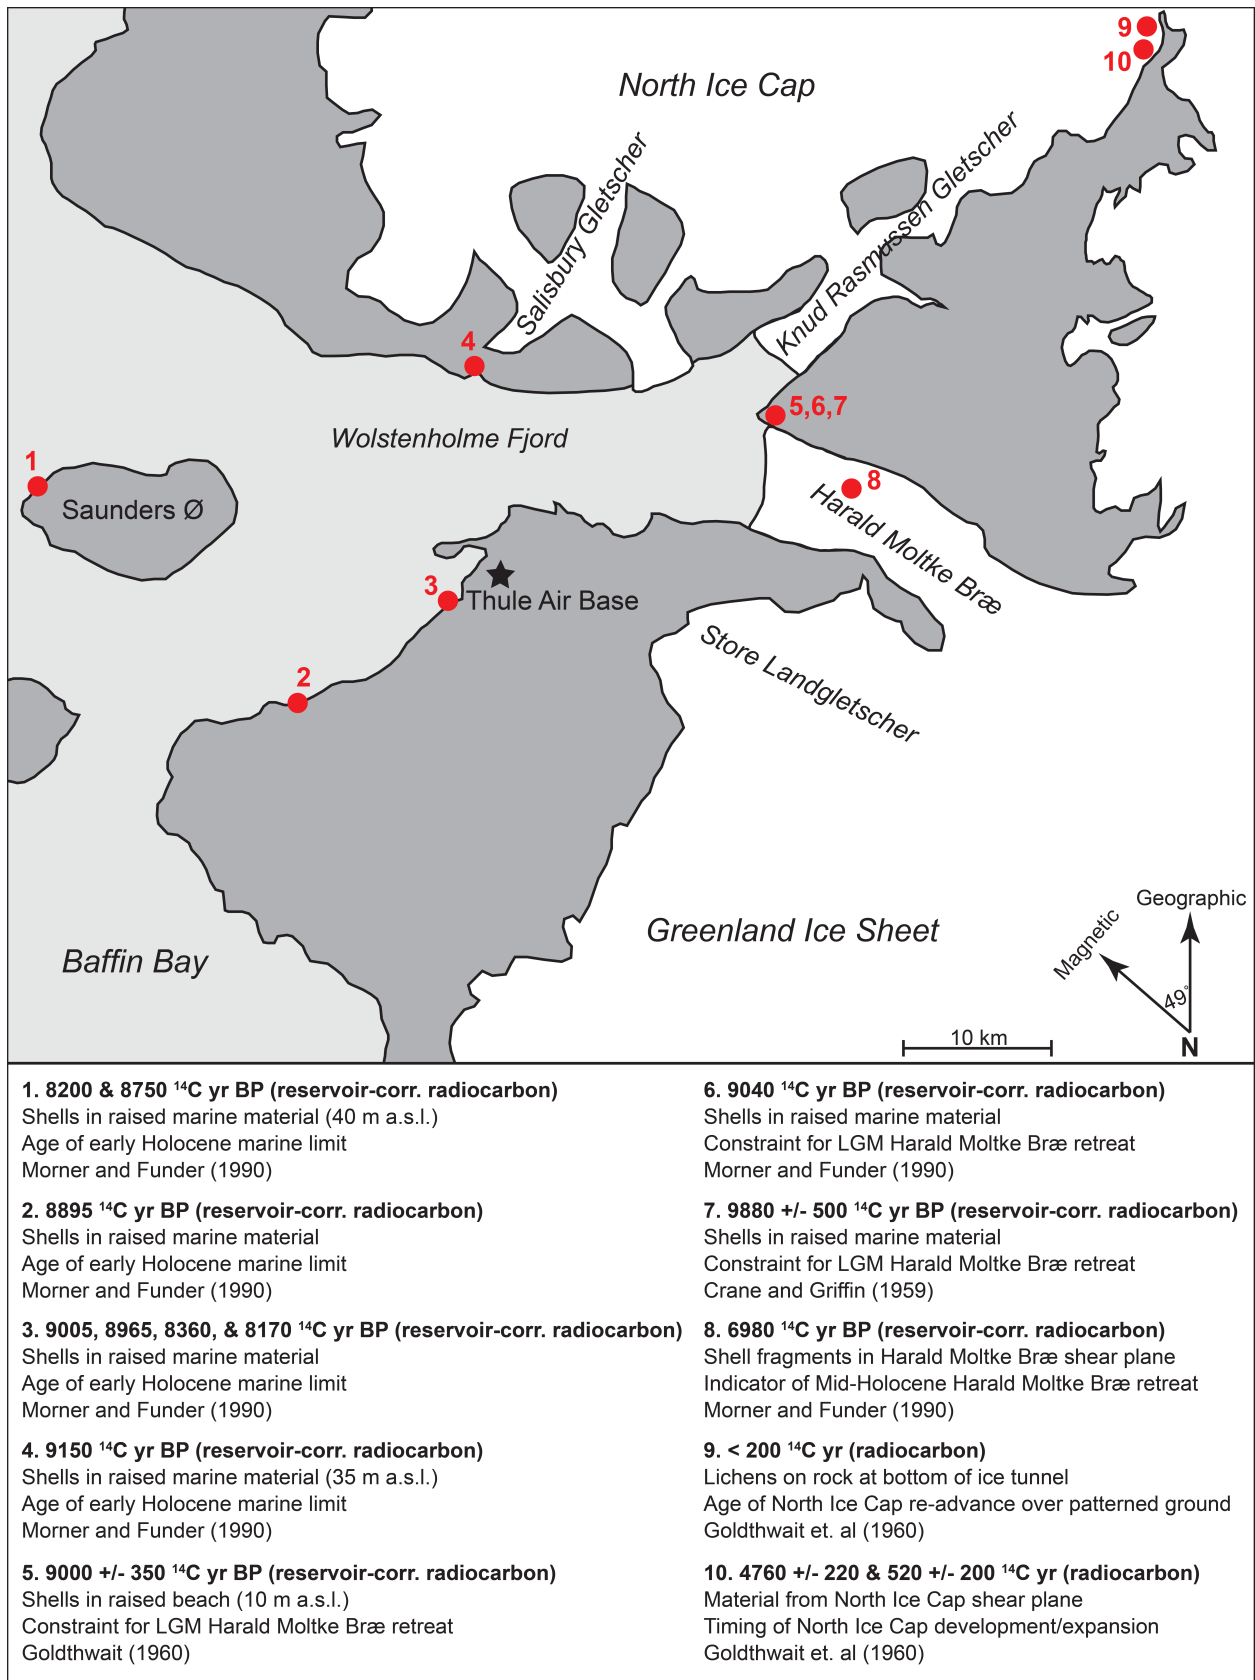 9
10
North Ice Cap
Salisbury Gletscher
Knud Rasmussen Gletscher
4
5,6,7
Wolstenholme Fjord
1
8
Saunders Ø
Harald Moltke Bræ
3
Thule Air Base
Store Landgletscher
2
Greenland Ice Sheet
Baffin Bay
Geographic
Magnetic
49°
10 km
N
1. 8200 & 8750 ¹⁴C yr BP (reservoir-corr. radiocarbon)
Shells in raised marine material (40 m a.s.l.)
Age of early Holocene marine limit
Morner and Funder (1990)
2. 8895 ¹⁴C yr BP (reservoir-corr. radiocarbon)
Shells in raised marine material
Age of early Holocene marine limit
Morner and Funder (1990)
3. 9005, 8965, 8360, & 8170 ¹⁴C yr BP (reservoir-corr. radiocarbon)
Shells in raised marine material
Age of early Holocene marine limit
Morner and Funder (1990)
4. 9150 ¹⁴C yr BP (reservoir-corr. radiocarbon)
Shells in raised marine material (35 m a.s.l.)
Age of early Holocene marine limit
Morner and Funder (1990)
5. 9000 +/- 350 ¹⁴C yr BP (reservoir-corr. radiocarbon)
Shells in raised beach (10 m a.s.l.)
Constraint for LGM Harald Moltke Bræ retreat
Goldthwait (1960)
6. 9040 ¹⁴C yr BP (reservoir-corr. radiocarbon)
Shells in raised marine material
Constraint for LGM Harald Moltke Bræ retreat
Morner and Funder (1990)
7. 9880 +/- 500 ¹⁴C yr BP (reservoir-corr. radiocarbon)
Shells in raised marine material
Constraint for LGM Harald Moltke Bræ retreat
Crane and Griffin (1959)
8. 6980 ¹⁴C yr BP (reservoir-corr. radiocarbon)
Shell fragments in Harald Moltke Bræ shear plane
Indicator of Mid-Holocene Harald Moltke Bræ retreat
Morner and Funder (1990)
9. < 200 ¹⁴C yr (radiocarbon)
Lichens on rock at bottom of ice tunnel
Age of North Ice Cap re-advance over patterned ground
Goldthwait et. al (1960)
10. 4760 +/- 220 & 520 +/- 200 ¹⁴C yr (radiocarbon)
Material from North Ice Cap shear plane
Timing of North Ice Cap development/expansion
Goldthwait et. al (1960)